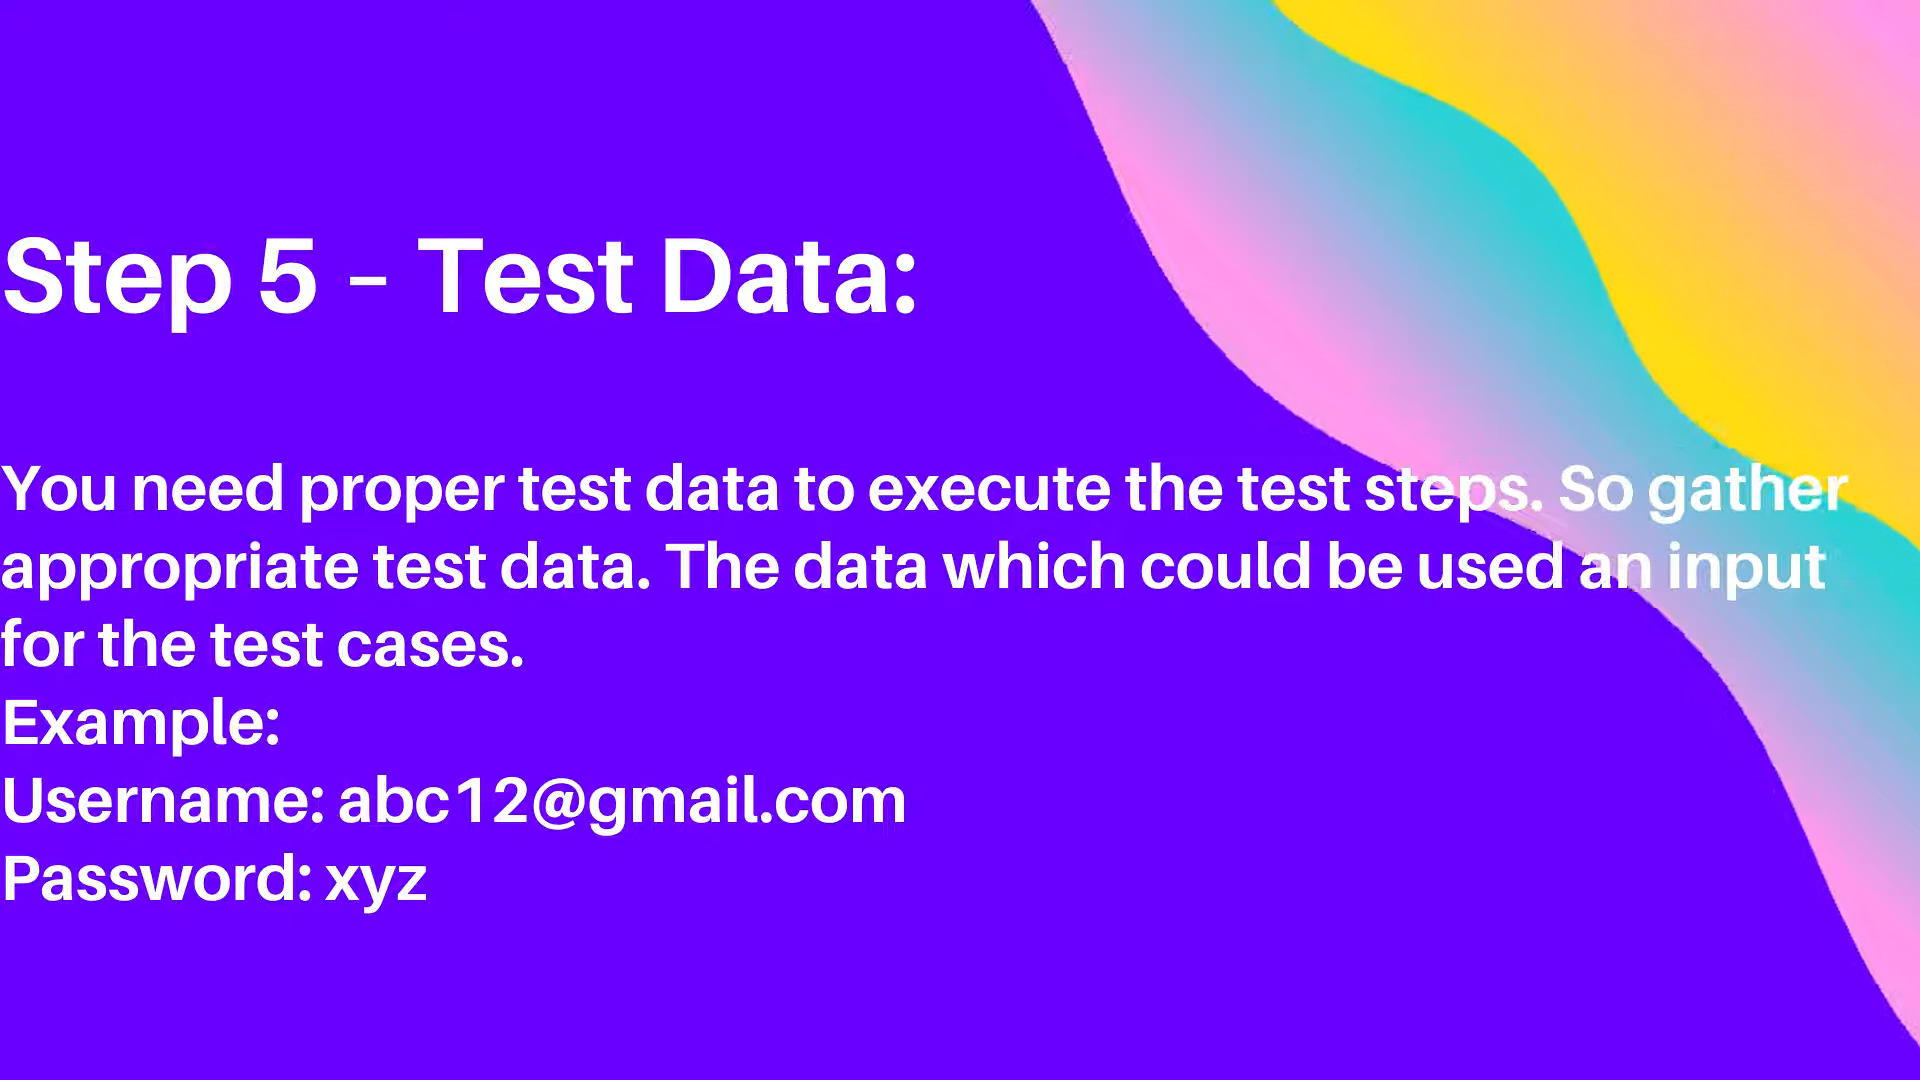 Step 5 – Test Data:
You need proper test data to execute the test steps. So gather
appropriate test data. The data which could be used an input
for the test cases.
Example:
Username: abc12@gmail.com
Password: xyz